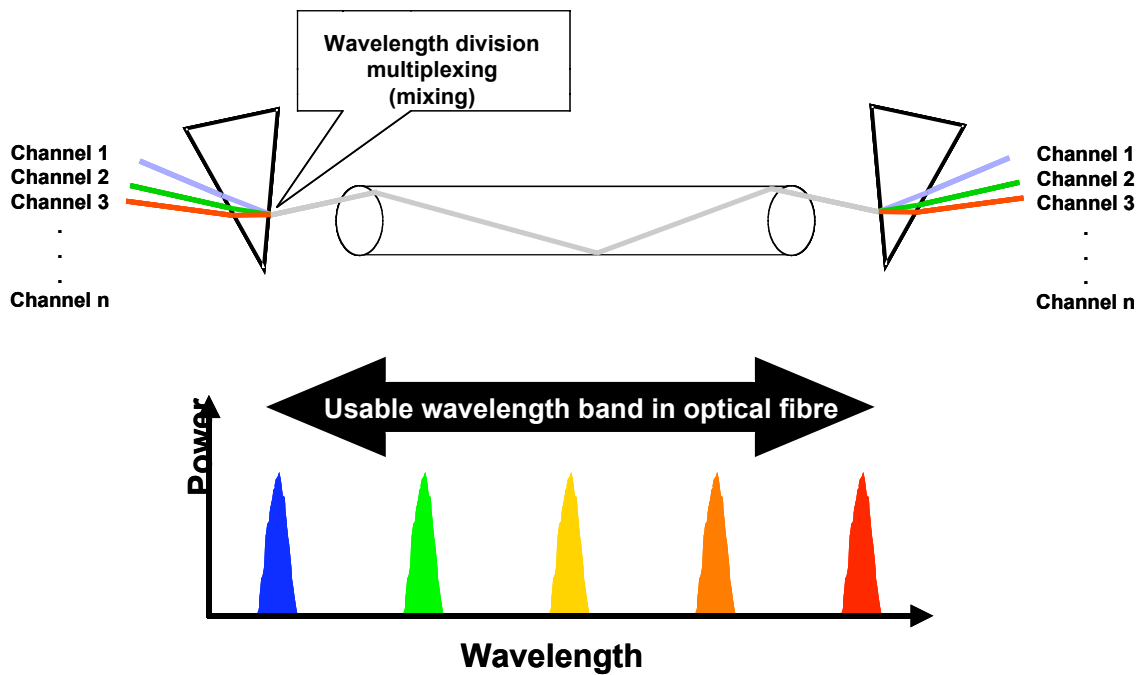 Wavelength division
multiplexing
(mixing)
Channel 1
Channel 2
Channel 3
.
.
.
Channel n
Channel 1
Channel 2
Channel 3
.
.
.
Channel n
Usable wavelength band in optical fibre
Power
Wavelength